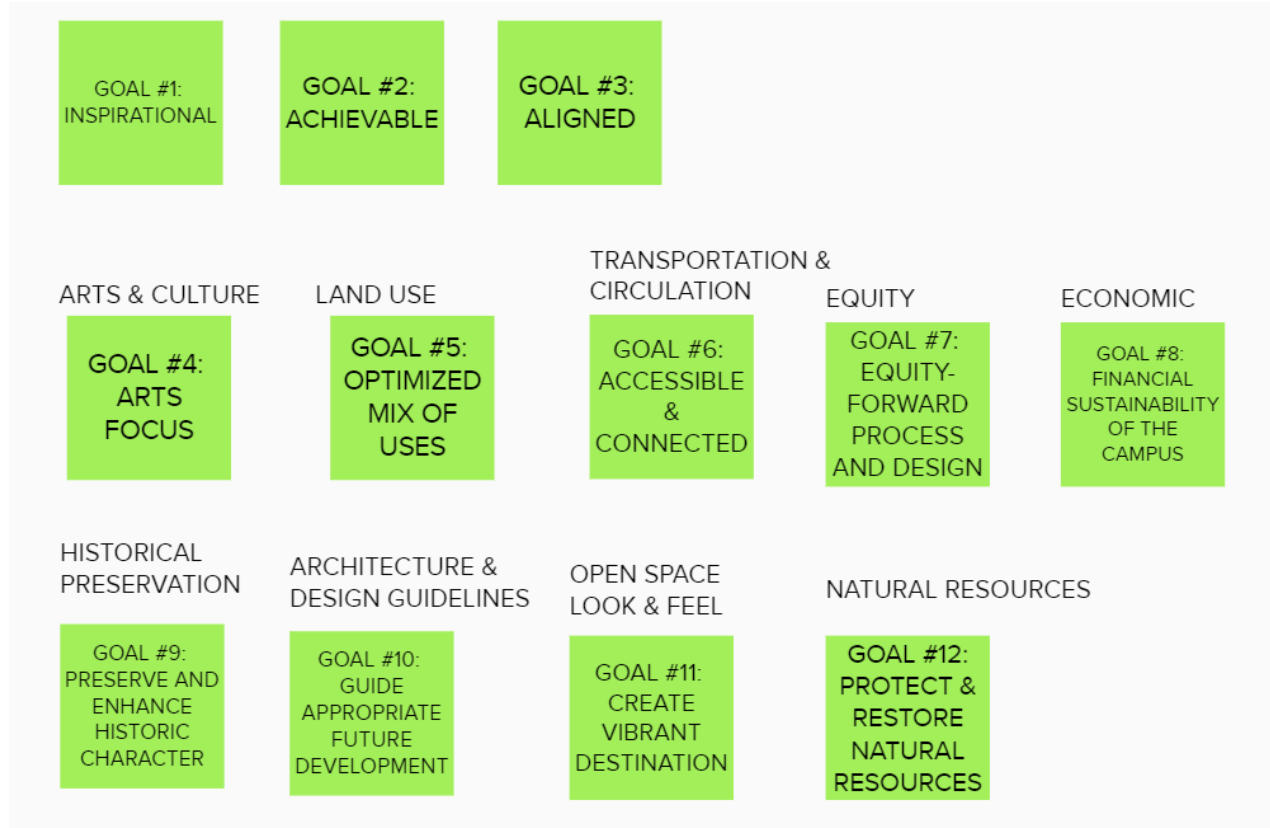 GOAL #1:
INSPIRATIONAL
GOAL #2:
ACHIEVABLE
GOAL #3:
ALIGNED
ARTS & CULTURE
GOAL #4:
ARTS
FOCUS
LAND USE
GOAL #5:
OPTIMIZED
MIX OF
USES
TRANSPORTATION &
CIRCULATION
GOAL #6:
ACCESSIBLE
&
CONNECTED
EQUITY
GOAL #7:
EQUITY-
FORWARD
PROCESS
AND DESIGN
ECONOMIC
GOAL #8:
FINANCIAL
SUSTAINABILITY
OF THE
CAMPUS
HISTORICAL
PRESERVATION
GOAL #9:
PRESERVE AND
ENHANCE
HISTORIC
CHARACTER
ARCHITECTURE &
DESIGN GUIDELINES
GOAL #10:
GUIDE
APPROPRIATE
FUTURE
DEVELOPMENT
OPEN SPACE
LOOK & FEEL
GOAL #11:
CREATE
VIBRANT
DESTINATION
NATURAL RESOURCES
GOAL #12:
PROTECT &
RESTORE
NATURAL
RESOURCES